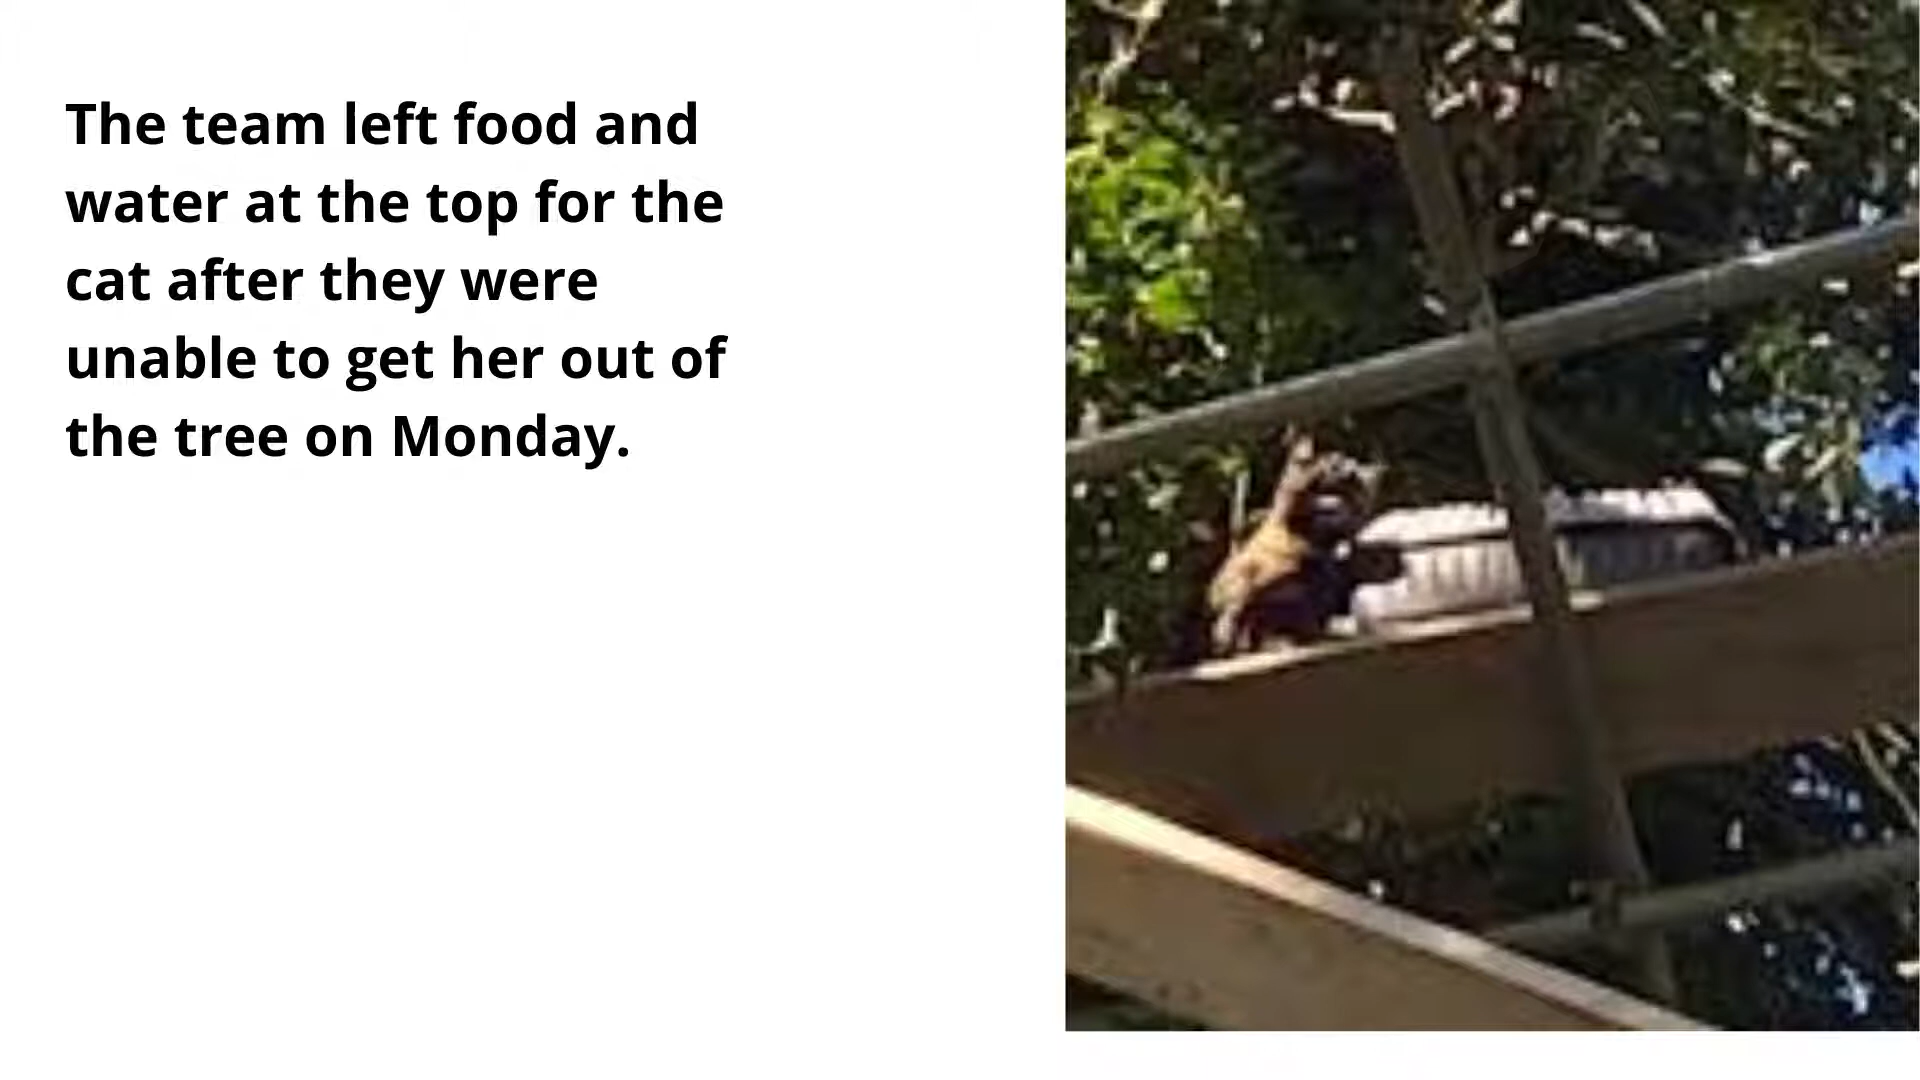 The team left food and
water at the top for the
cat after they were
unable to get her out of
the tree on Monday.